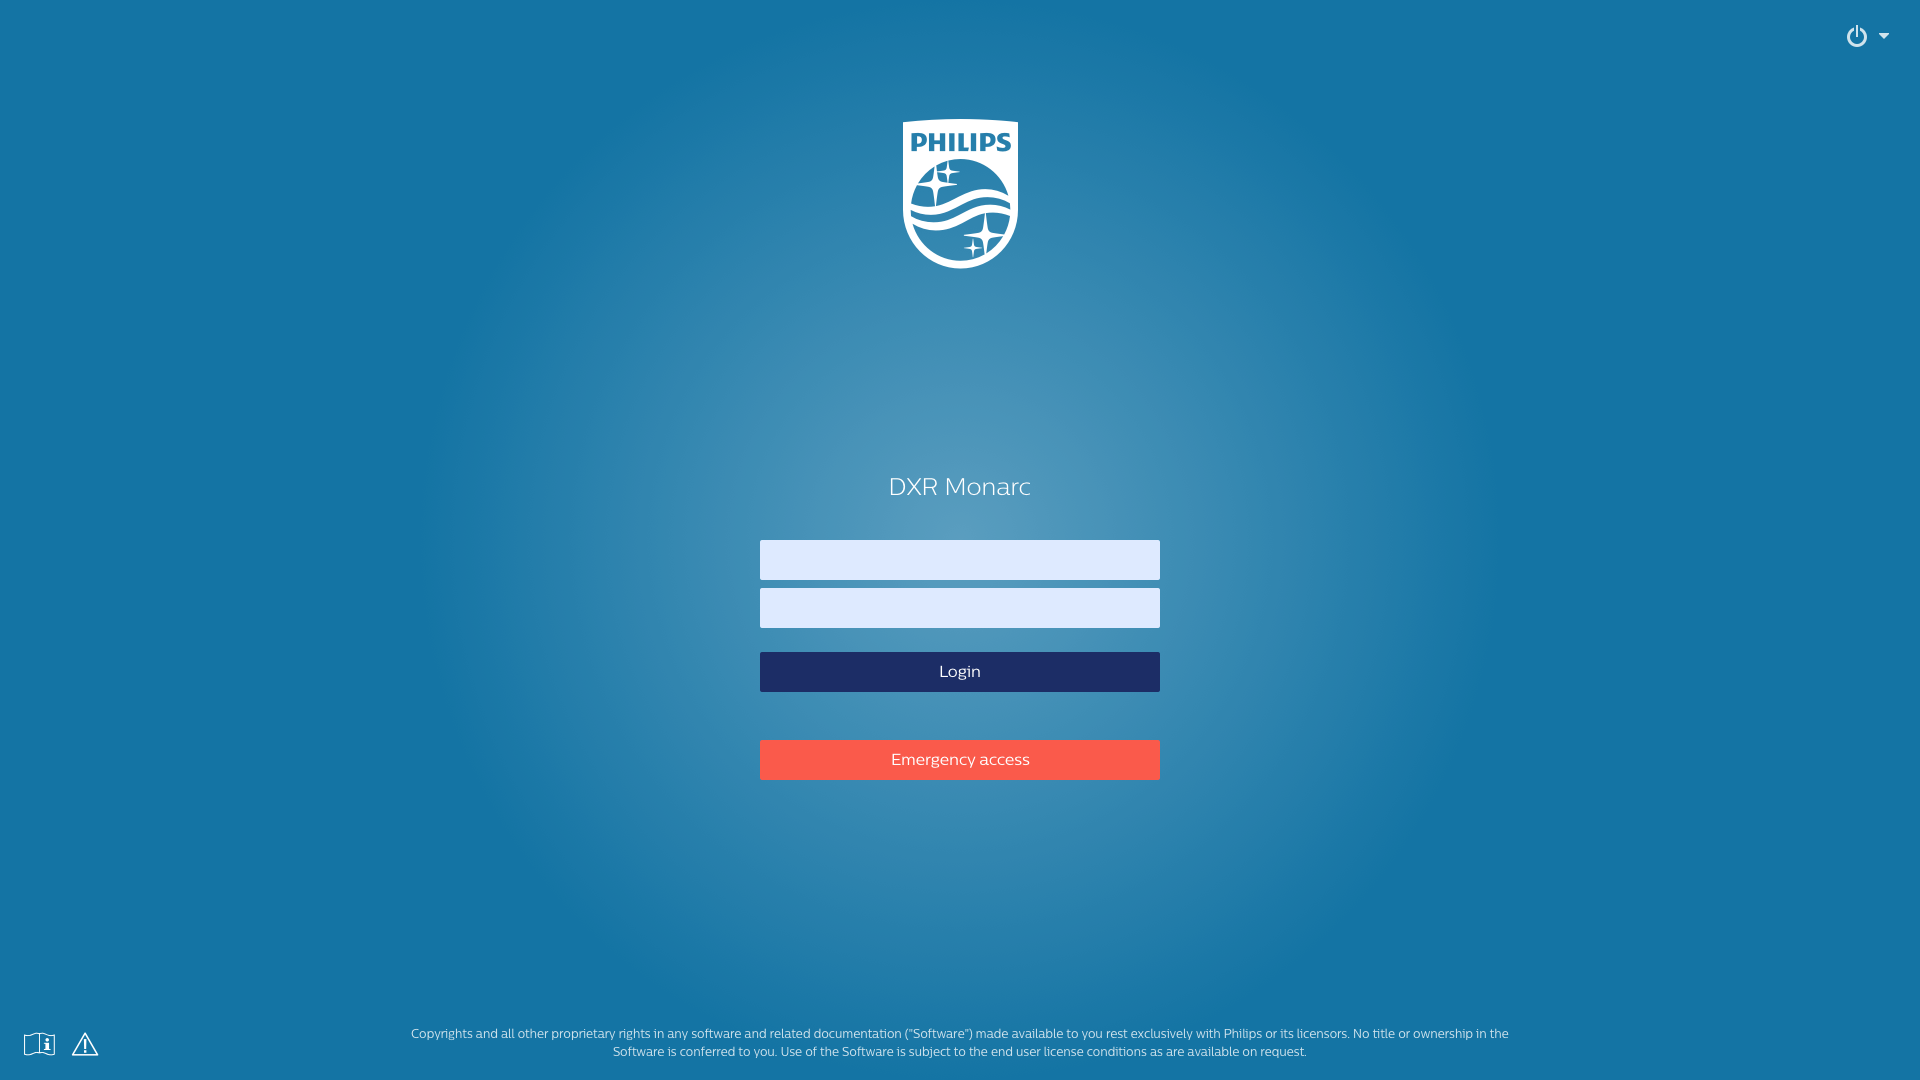 PHILIPS
DXR Monarc
Login
Emergency access
Copyrights and all other proprietary rights in any software and related documentation ("Software") made available to you rest exclusively with Philips or its licensors. No title or ownership in the
Software is conferred to you. Use of the Software is subject to the end user license conditions as are available on request.